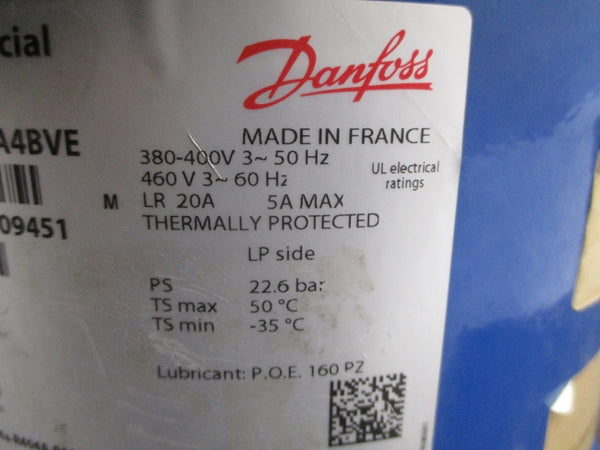 cial
Danfoss
A4BVE
MADE IN FRANCE
380-400V 3~ 50 Hz
460 V 3~ 60 Hz
UL electrical
ratings
M LR 20A 5A MAX
09451
THERMALLY PROTECTED
LP side
PS 22.6 bar
TS max 50 °C
TS min -35 °C
Lubricant: P.O.E. 160 PZ